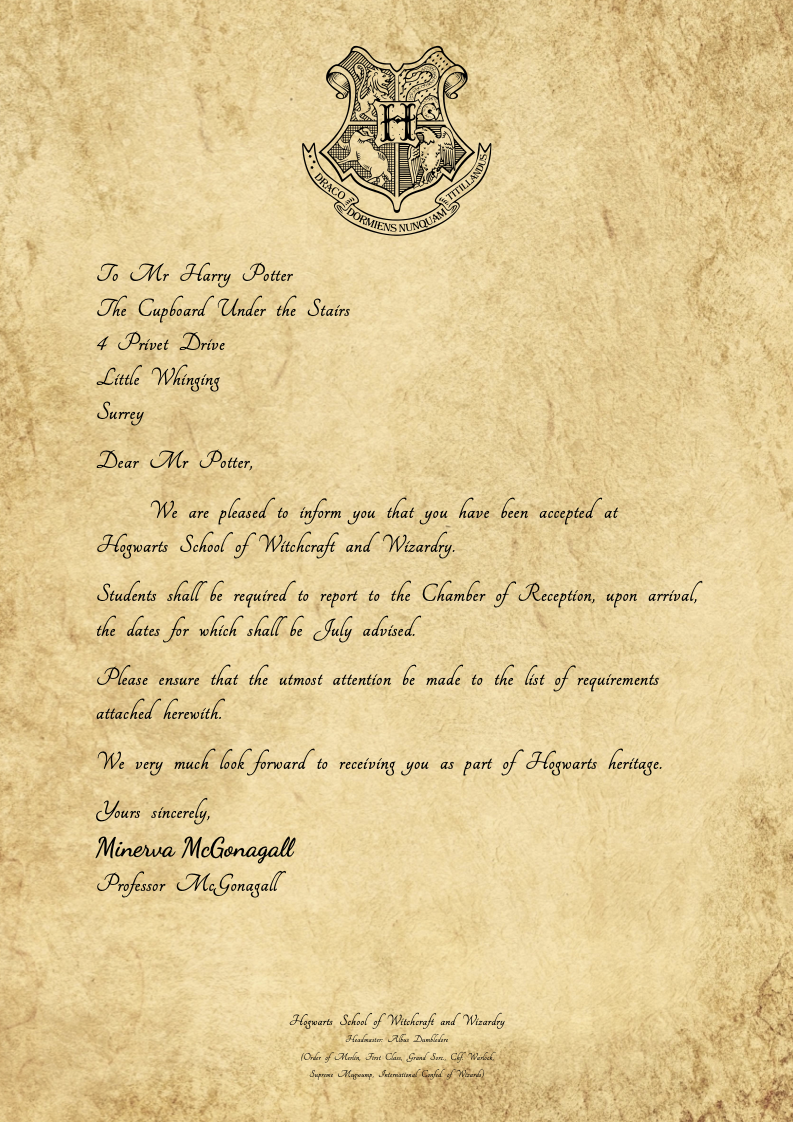 H
DRACO DORMIENS NUNQUAM TITILLANDUS
To Mr Harry Potter
The Cupboard Under the Stairs
4 Privet Drive
Little Whinging
Surrey
Dear Mr Potter,
We are pleased to inform you that you have been accepted at
Hogwarts School of Witchcraft and Wizardry.
Students shall be required to report to the Chamber of Reception, upon arrival,
the dates for which shall be July advised.
Please ensure that the utmost attention be made to the list of requirements
attached herewith.
We very much look forward to receiving you as part of Hogwarts heritage.
Yours sincerely,
Minerva McGonagall
Professor McGonagall
Hogwarts School of Witchcraft and Wizardry
Headmaster: Albus Dumbledore
(Order of Merlin, First Class, Grand Sorc., Chf. Warlock,
Supreme Mugwump, International Confed. of Wizards)